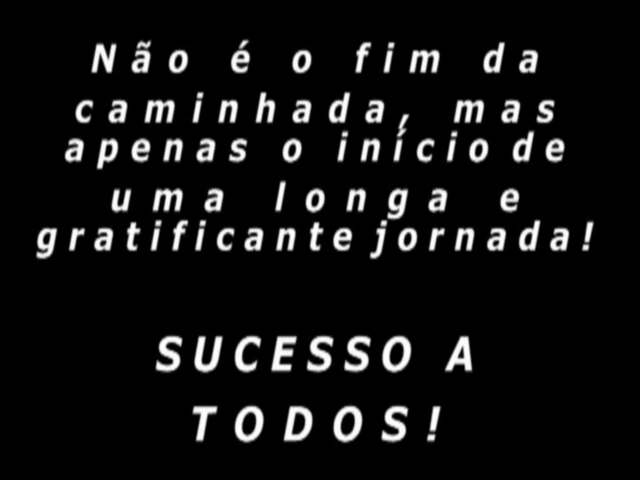 Não é o fim da
caminhada, mas
apenas o início de
uma longa e
gratificante jornada!
SUCESSO A
TODOS!